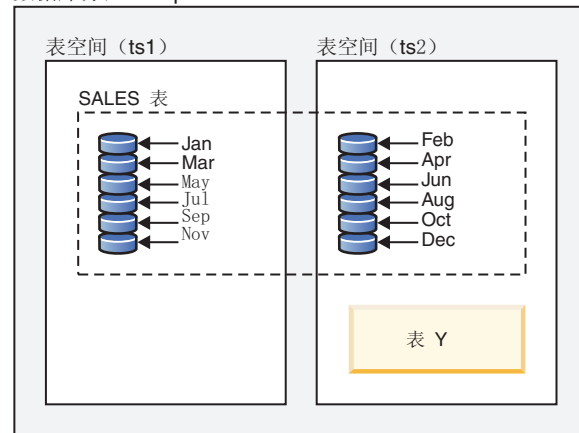 表空间（ts1）
表空间（ts2）
SALES 表
Jan
Mar
May
Jul
Sep
Nov
Feb
Apr
Jun
Aug
Oct
Dec
表 Y